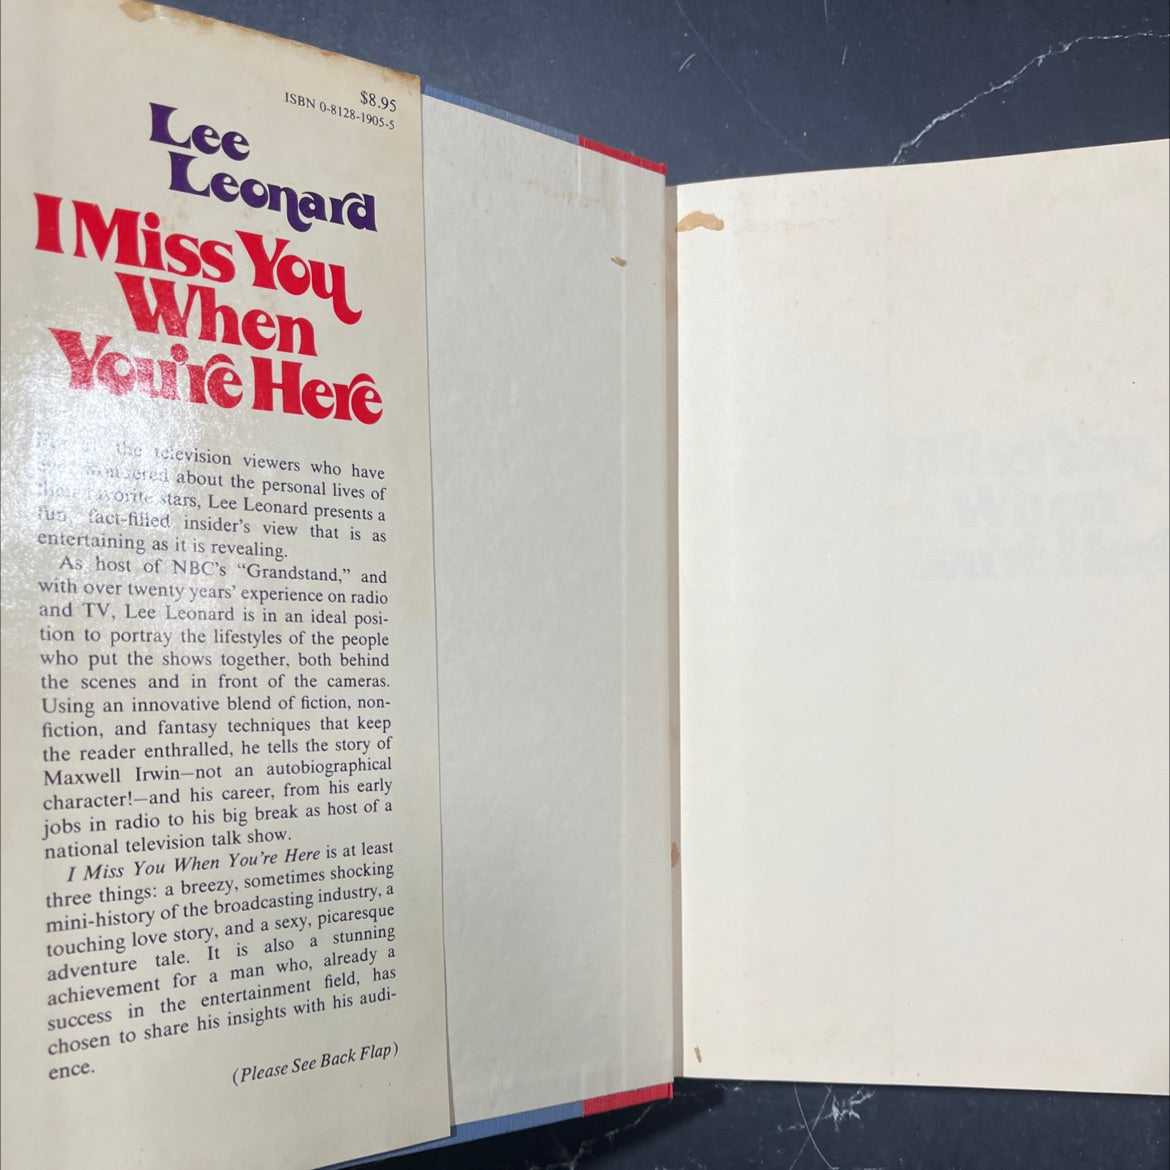 $8.95
ISBN 0-8128-1905-5
Lee
Leonard
I Miss You
When
You're Here
the television viewers who have
about the personal lives of
their favorite stars, Lee Leonard presents a
fun, fact-filled insider's view that is as
entertaining as it is revealing.
As host of NBC's “Grandstand,” and
with over twenty years' experience on radio
and TV, Lee Leonard is in an ideal posi-
tion to portray the lifestyles of the people
who put the shows together, both behind
the scenes and in front of the cameras.
Using an innovative blend of fiction, non-
fiction, and fantasy techniques that keep
the reader enthralled, he tells the story of
Maxwell Irwin—not an autobiographical
character!—and his career, from his early
jobs in radio to his big break as host of a
national television talk show.
I Miss You When You're Here is at least
three things: a breezy, sometimes shocking
mini-history of the broadcasting industry, a
touching love story, and a sexy, picaresque
adventure tale. It is also a stunning
achievement for a man who, already a
success in the entertainment field, has
chosen to share his insights with his audi-
ence.
(Please See Back Flap)